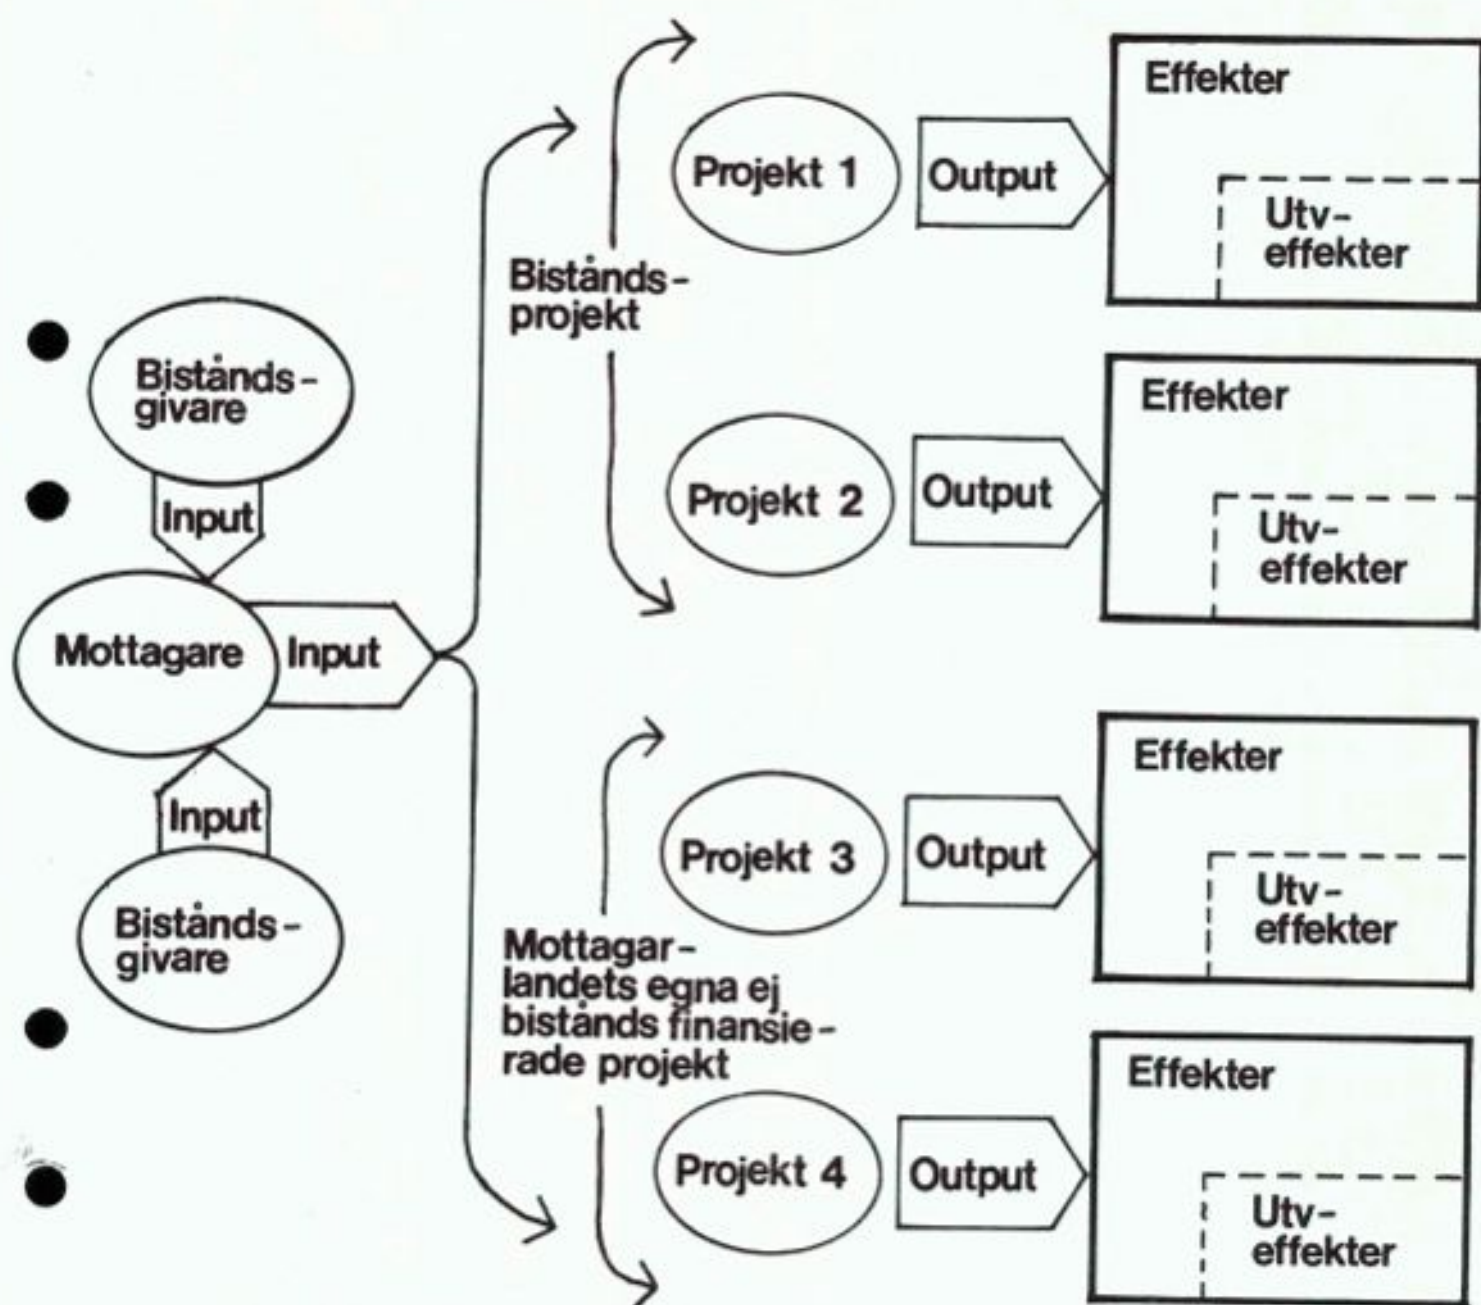 Bistånds-
givare
Input
Mottagare
Input
Input
Bistånds-
givare
Bistånds-
projekt
Projekt 1
Output
Effekter
Utv-
effekter
Projekt 2
Output
Effekter
Utv-
effekter
Mottagar-
landets egna ej
bistånds finansie-
rade projekt
Projekt 3
Output
Effekter
Utv-
effekter
Projekt 4
Output
Effekter
Utv-
effekter